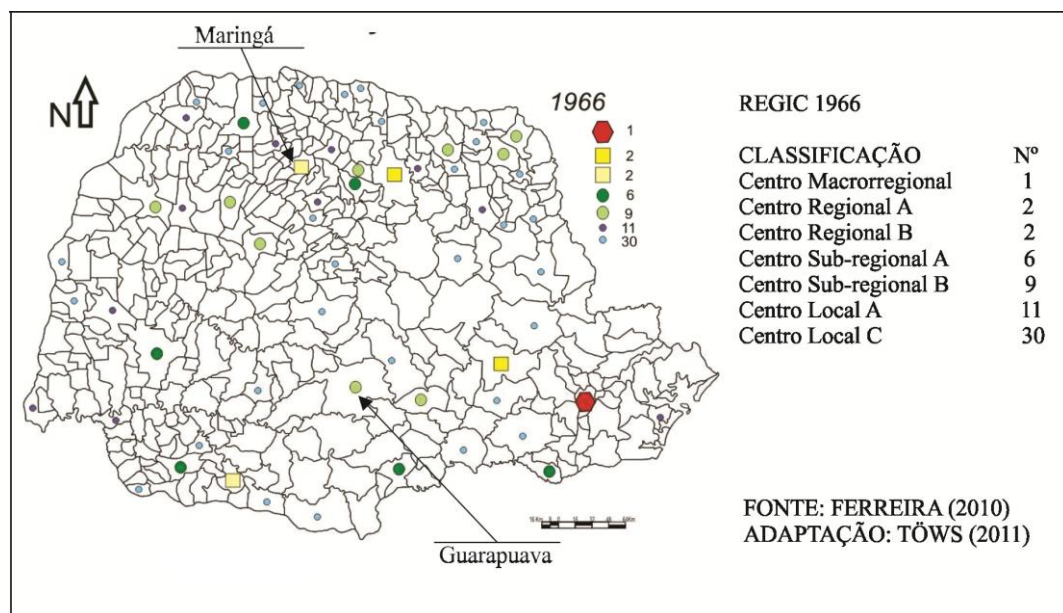 Maringá
N
1966
1
2
2
6
9
11
30
REGIC 1966
CLASSIFICAÇÃO Nº
Centro Macrorregional 1
Centro Regional A 2
Centro Regional B 2
Centro Sub-regional A 6
Centro Sub-regional B 9
Centro Local A 11
Centro Local C 30
Guarapuava
FONTE: FERREIRA (2010)
ADAPTAÇÃO: TÖWS (2011)